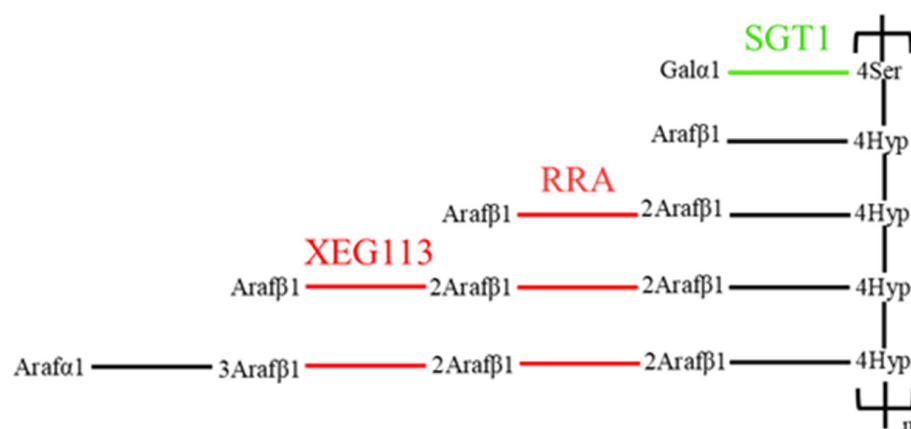 SGT1
Galα1 4Ser
Arafβ1 4Hyp
RRA
Arafβ1 2Arafβ1 4Hyp
XEG113
Arafβ1 2Arafβ1 2Arafβ1 4Hyp
Arafα1 3Arafβ1 2Arafβ1 2Arafβ1 4Hyp